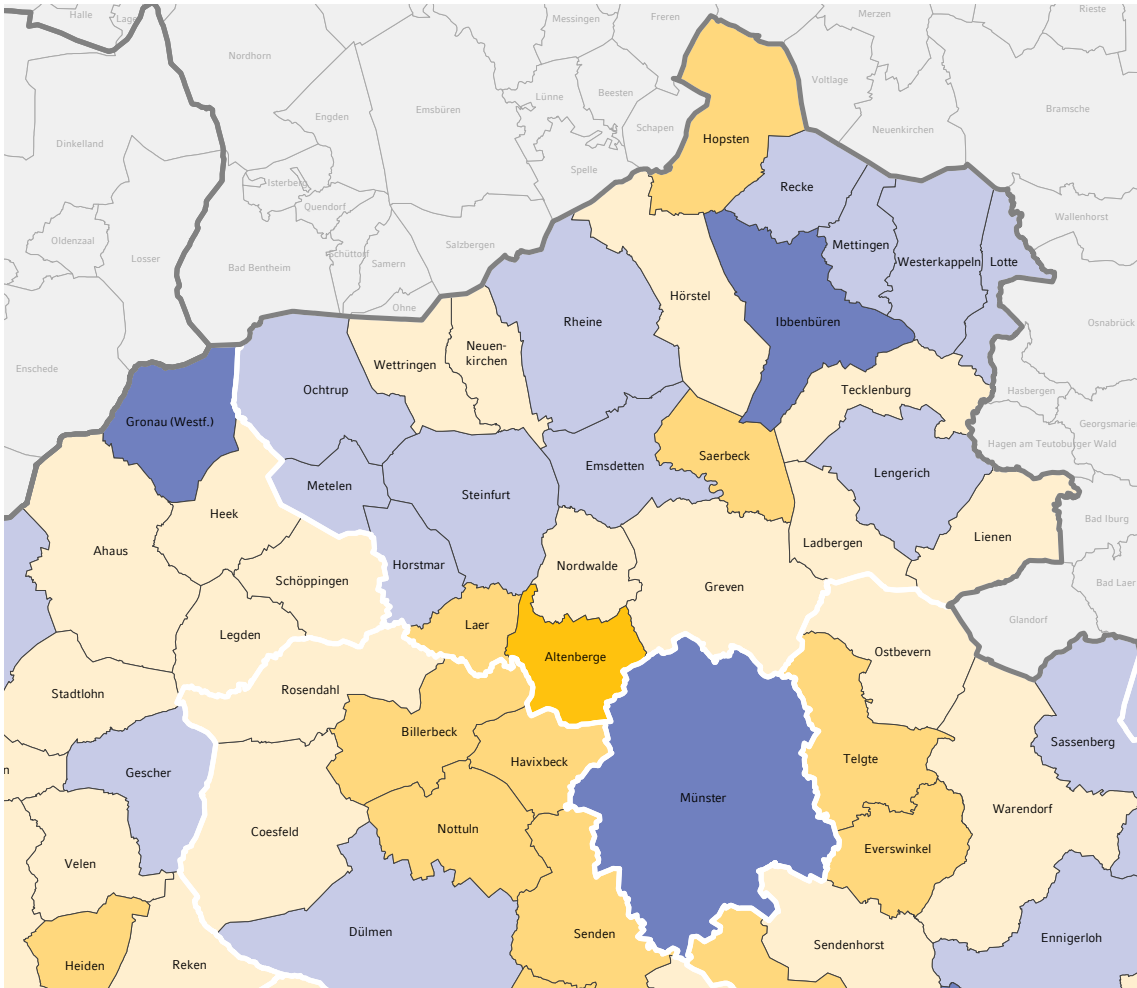 Halle
Lage
Messingen
Freren
Merzen
Rieste
Nordhorn
Voltlage
Lünne
Beesten
Emsbüren
Bramsche
Engden
Schapen
Neuenkirchen
Dinkelland
Hopsten
Spelle
Isterberg
Recke
Quendorf
Wallenhorst
Oldenzaal
Salzbergen
Mettingen
Losser
Schüttorf
Samern
Bad Bentheim
Westerkappeln
Lotte
Hörstel
Ohne
Rheine
Ibbenbüren
Osnabrück
Neuen-
kirchen
Wettringen
Enschede
Ochtrup
Tecklenburg
Hasbergen
Gronau (Westf.)
Georgsmarie
Hagen am Teutoburger Wald
Saerbeck
Emsdetten
Lengerich
Metelen
Steinfurt
Heek
Bad Iburg
Lienen
Ladbergen
Ahaus
Horstmar
Nordwalde
Schöppingen
Greven
Bad Laer
Glandorf
Laer
Legden
Ostbevern
Altenberge
Rosendahl
Stadtlohn
Billerbeck
Sassenberg
Telgte
Havixbeck
n
Gescher
Münster
Warendorf
Nottuln
Coesfeld
Everswinkel
Velen
Dülmen
Senden
Ennigerloh
Sendenhorst
Heiden
Reken